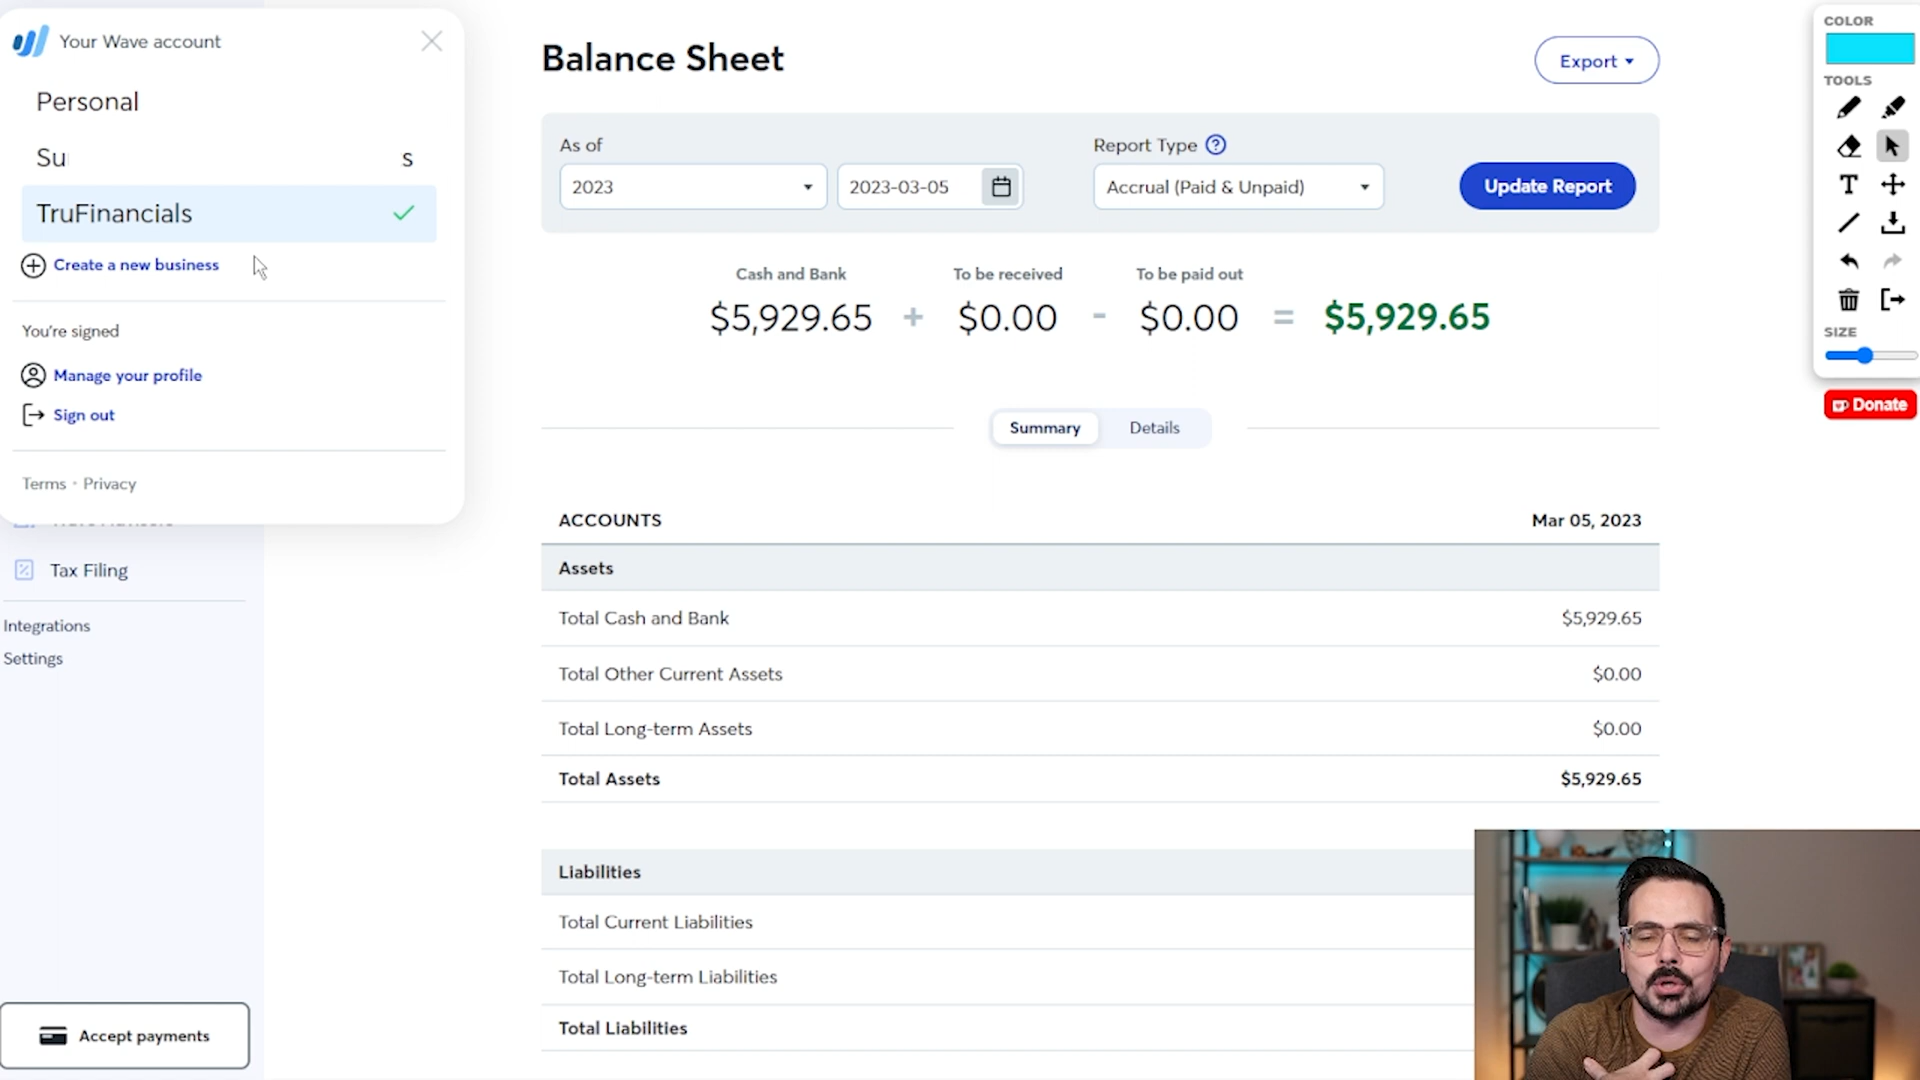 Your Wave account
Personal
Su s
TruFinancials
Create a new business
You're signed
Manage your profile
Sign out
Terms • Privacy
Tax Filing
Integrations
Settings
Accept payments
Balance Sheet
Export
As of
2023
2023-03-05
Report Type ?
Accrual (Paid & Unpaid)
Update Report
Cash and Bank
To be received
To be paid out
$5,929.65 + $0.00 - $0.00 = $5,929.65
Summary
Details
ACCOUNTS Mar 05, 2023
Assets
Total Cash and Bank $5,929.65
Total Other Current Assets $0.00
Total Long-term Assets $0.00
Total Assets $5,929.65
Liabilities
Total Current Liabilities
Total Long-term Liabilities
Total Liabilities
COLOR
TOOLS
T
SIZE
Donate